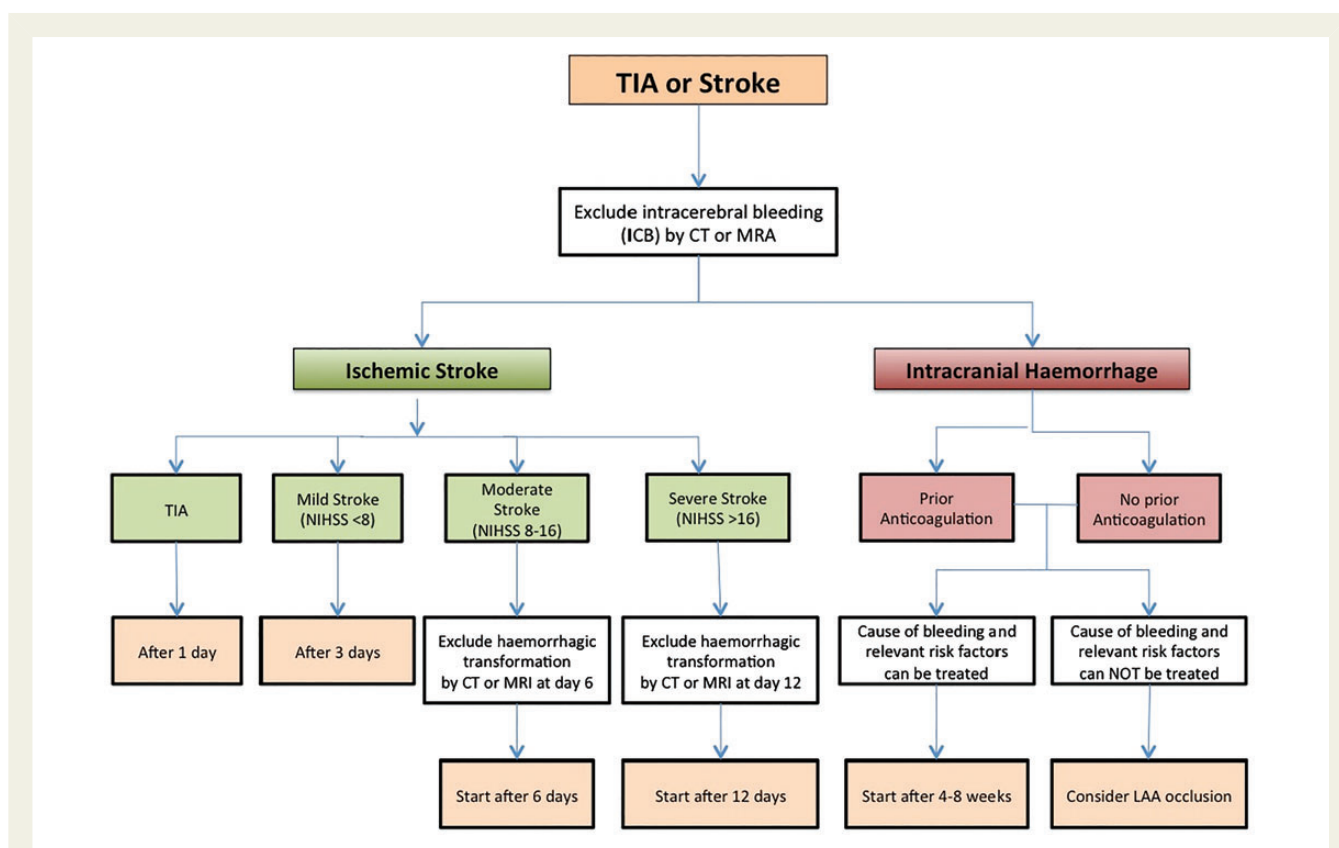 TIA or Stroke
Exclude intracerebral bleeding
(ICB) by CT or MRA
Ischemic Stroke
Intracranial Haemorrhage
TIA
Mild Stroke
(NIHSS <8)
Moderate
Stroke
(NIHSS 8-16)
Severe Stroke
(NIHSS >16)
Prior
Anticoagulation
No prior
Anticoagulation
After 1 day
After 3 days
Exclude haemorrhagic
transformation
by CT or MRI at day 6
Exclude haemorrhagic
transformation
by CT or MRI at day 12
Cause of bleeding and
relevant risk factors
can be treated
Cause of bleeding and
relevant risk factors
can NOT be treated
Start after 6 days
Start after 12 days
Start after 4-8 weeks
Consider LAA occlusion